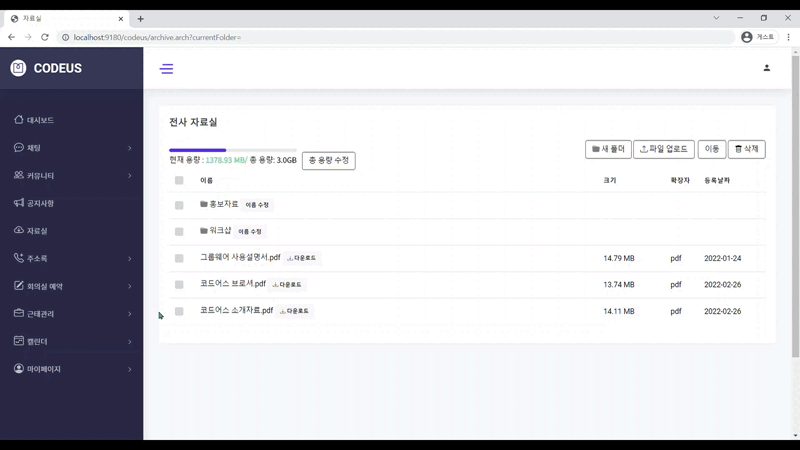 자료실
localhost:9180/codeus/archive.arch?currentFolder=
게스트
CODEUS
대시보드
채팅
커뮤니티
공지사항
자료실
주소록
회의실 예약
근태관리
캘린더
마이페이지
전사 자료실
현재 용량 : 1378.93 MB/ 총 용량: 3.0GB 총 용량 수정
새 폴더 파일 업로드 이동 삭제
이름 크기 확장자 등록날짜
홍보자료 이름 수정
워크샵 이름 수정
그룹웨어 사용설명서.pdf 다운로드 14.79 MB pdf 2022-01-24
코드어스 브로셔.pdf 다운로드 13.74 MB pdf 2022-02-26
코드어스 소개자료.pdf 다운로드 14.11 MB pdf 2022-02-26